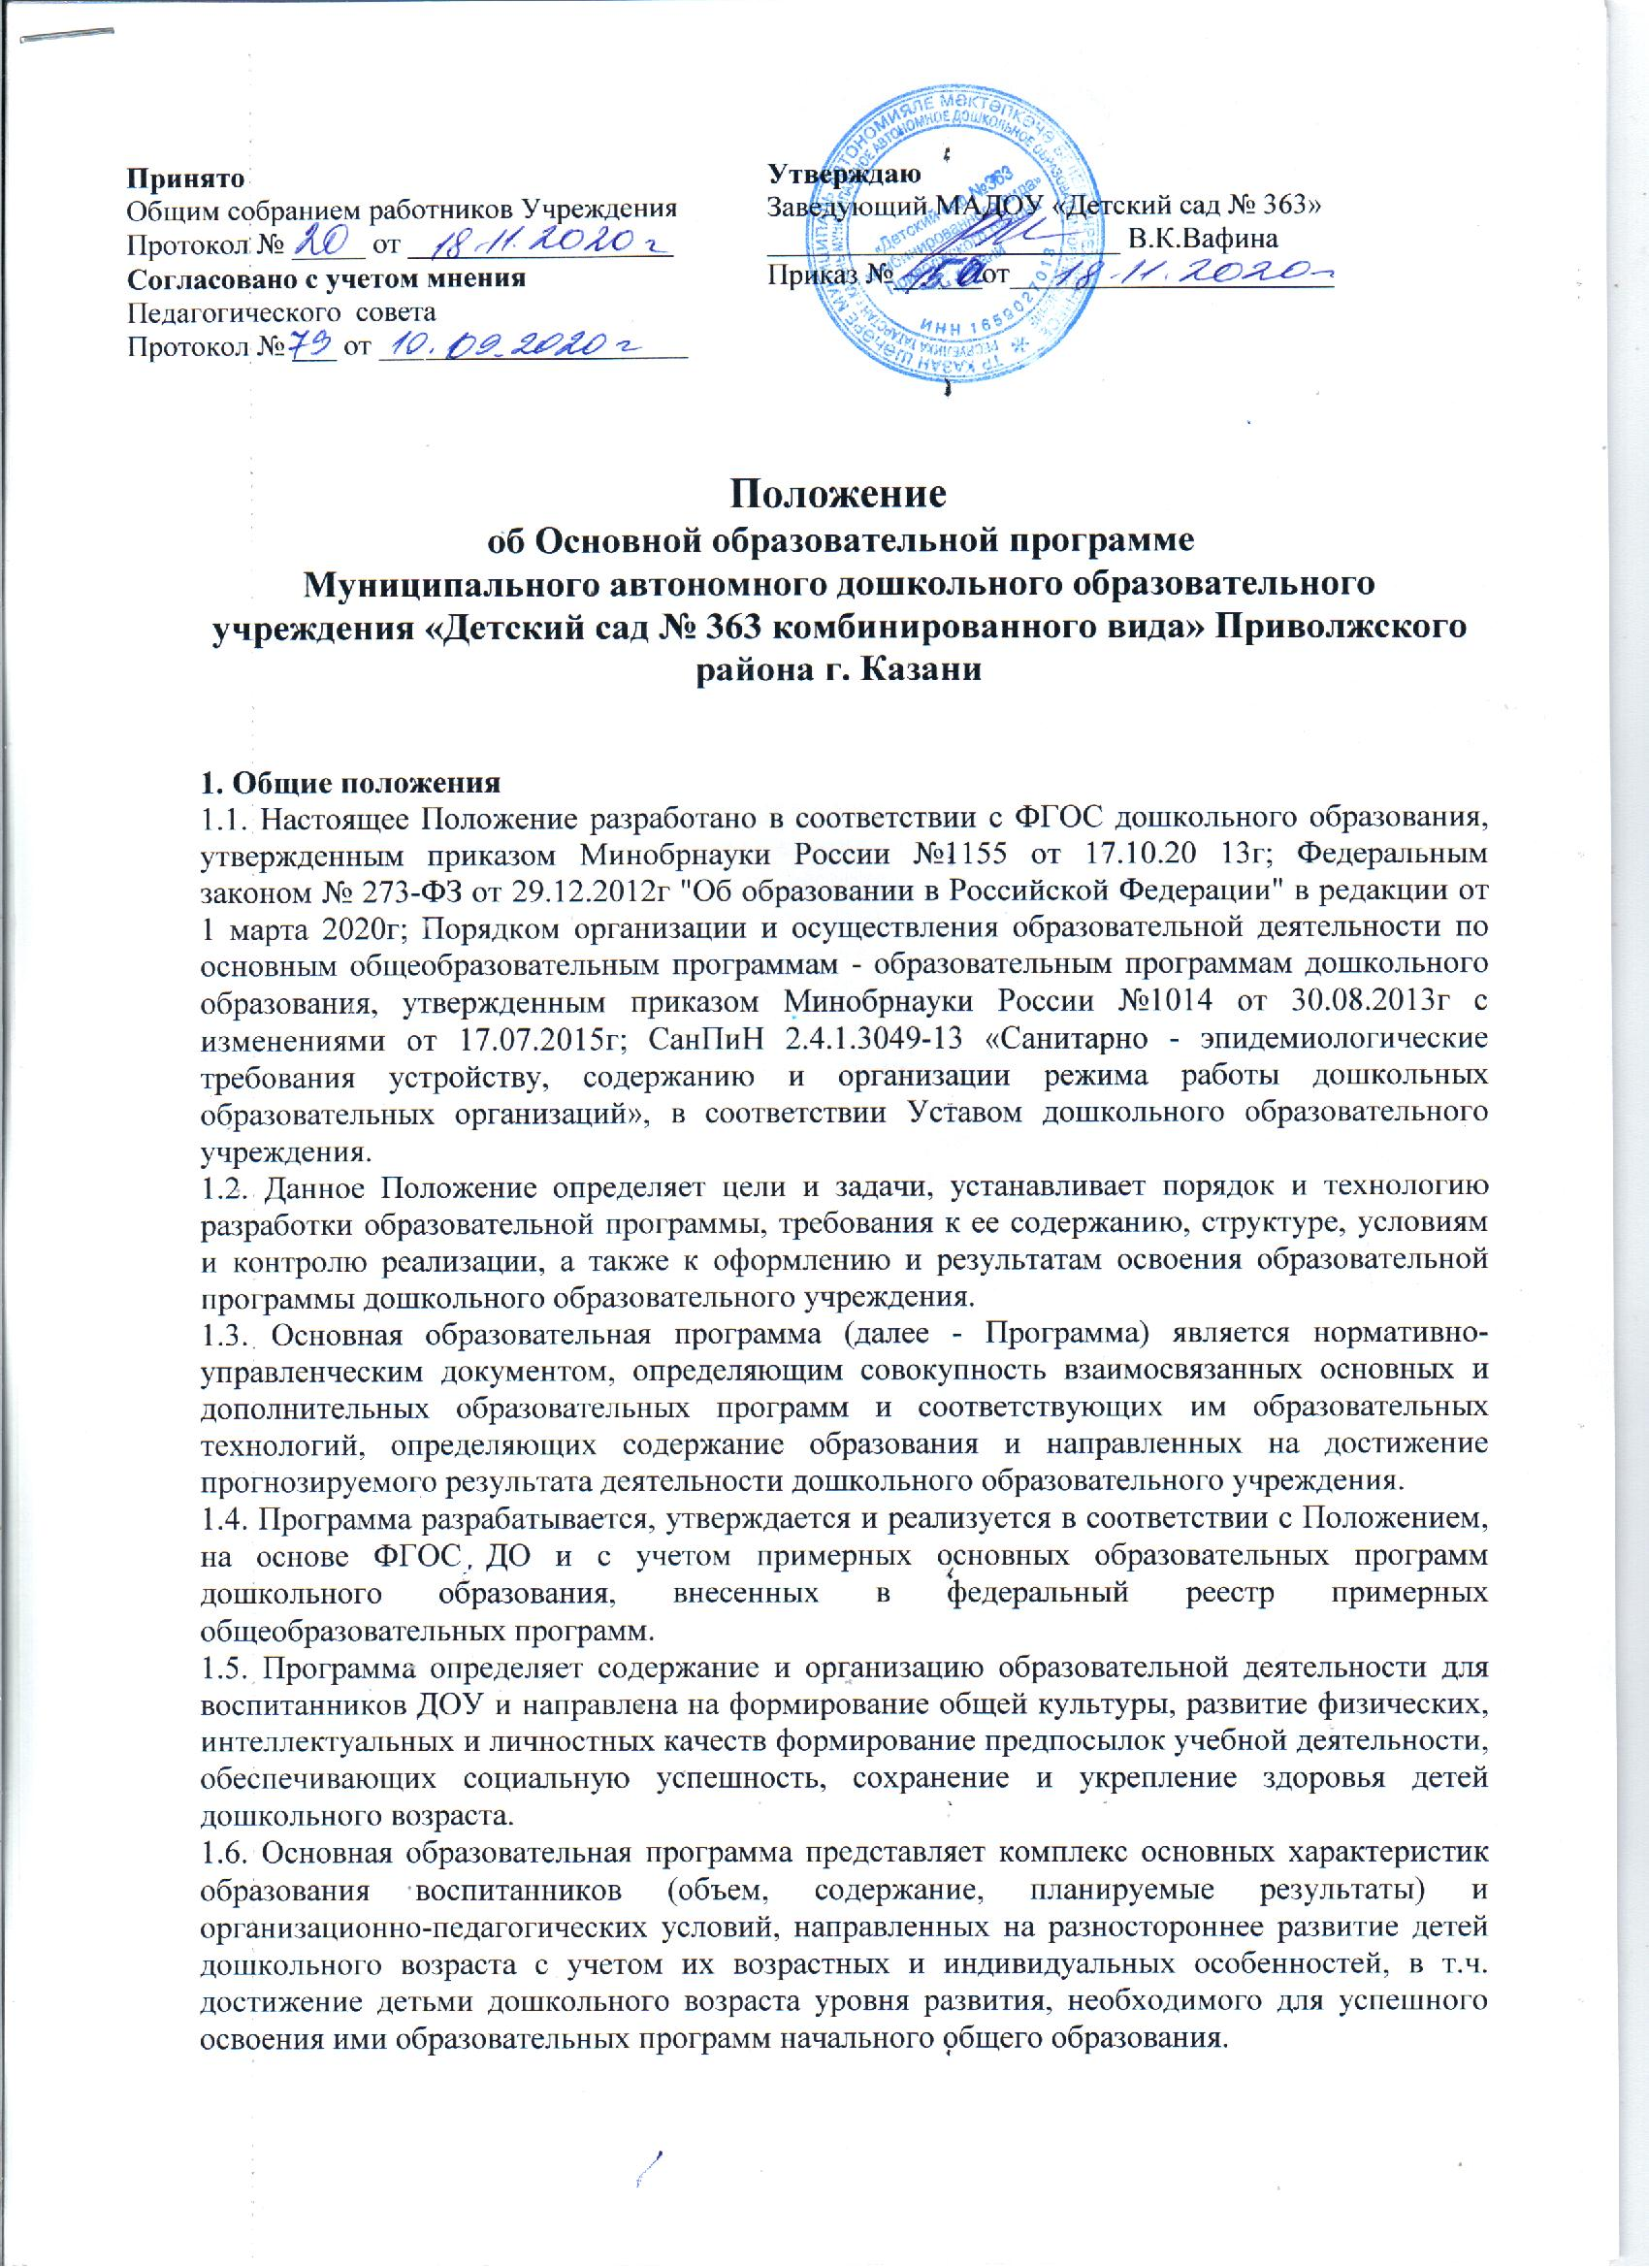 Принято
Общим собранием работников Учреждения
Протокол № 20 от 18.11.2020г
Согласовано с учетом мнения
Педагогического совета
Протокол № 79 от 10.09.2020г
Утверждаю
Заведующий МАДОУ «Детский сад № 363»
В.К.Вафина
Приказ № от 18.11.2020г
ИНН 1659027018
Положение
об Основной образовательной программе
Муниципального автономного дошкольного образовательного
учреждения «Детский сад № 363 комбинированного вида» Приволжского
района г. Казани
1. Общие положения
1.1. Настоящее Положение разработано в соответствии с ФГОС дошкольного образования,
утвержденным приказом Минобрнауки России №1155 от 17.10.20 13г; Федеральным
законом № 273-ФЗ от 29.12.2012г "Об образовании в Российской Федерации" в редакции от
1 марта 2020г; Порядком организации и осуществления образовательной деятельности по
основным общеобразовательным программам - образовательным программам дошкольного
образования, утвержденным приказом Минобрнауки России №1014 от 30.08.2013г с
изменениями от 17.07.2015г; СанПиН 2.4.1.3049-13 «Санитарно - эпидемиологические
требования устройству, содержанию и организации режима работы дошкольных
образовательных организаций», в соответствии Уставом дошкольного образовательного
учреждения.
1.2. Данное Положение определяет цели и задачи, устанавливает порядок и технологию
разработки образовательной программы, требования к ее содержанию, структуре, условиям
и контролю реализации, а также к оформлению и результатам освоения образовательной
программы дошкольного образовательного учреждения.
1.3. Основная образовательная программа (далее - Программа) является нормативно-
управленческим документом, определяющим совокупность взаимосвязанных основных и
дополнительных образовательных программ и соответствующих им образовательных
технологий, определяющих содержание образования и направленных на достижение
прогнозируемого результата деятельности дошкольного образовательного учреждения.
1.4. Программа разрабатывается, утверждается и реализуется в соответствии с Положением,
на основе ФГОС ДО и с учетом примерных основных образовательных программ
дошкольного образования, внесенных в федеральный реестр примерных
общеобразовательных программ.
1.5. Программа определяет содержание и организацию образовательной деятельности для
воспитанников ДОУ и направлена на формирование общей культуры, развитие физических,
интеллектуальных и личностных качеств формирование предпосылок учебной деятельности,
обеспечивающих социальную успешность, сохранение и укрепление здоровья детей
дошкольного возраста.
1.6. Основная образовательная программа представляет комплекс основных характеристик
образования воспитанников (объем, содержание, планируемые результаты) и
организационно-педагогических условий, направленных на разностороннее развитие детей
дошкольного возраста с учетом их возрастных и индивидуальных особенностей, в т.ч.
достижение детьми дошкольного возраста уровня развития, необходимого для успешного
освоения ими образовательных программ начального общего образования.